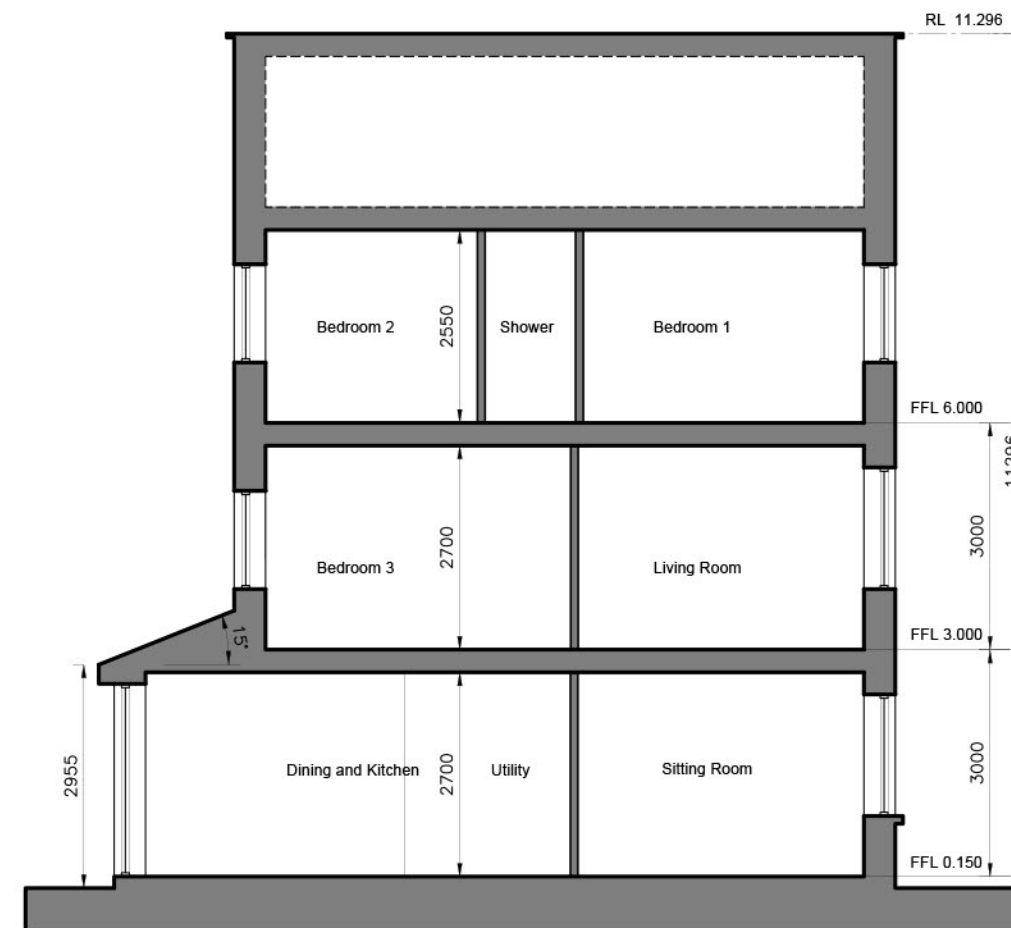 RL 11.296
Bedroom 2
2550
Shower
Bedroom 1
FFL 6.000
11296
Bedroom 3
2700
Living Room
3000
15°
FFL 3.000
2955
Dining and Kitchen
2700
Utility
Sitting Room
3000
FFL 0.150